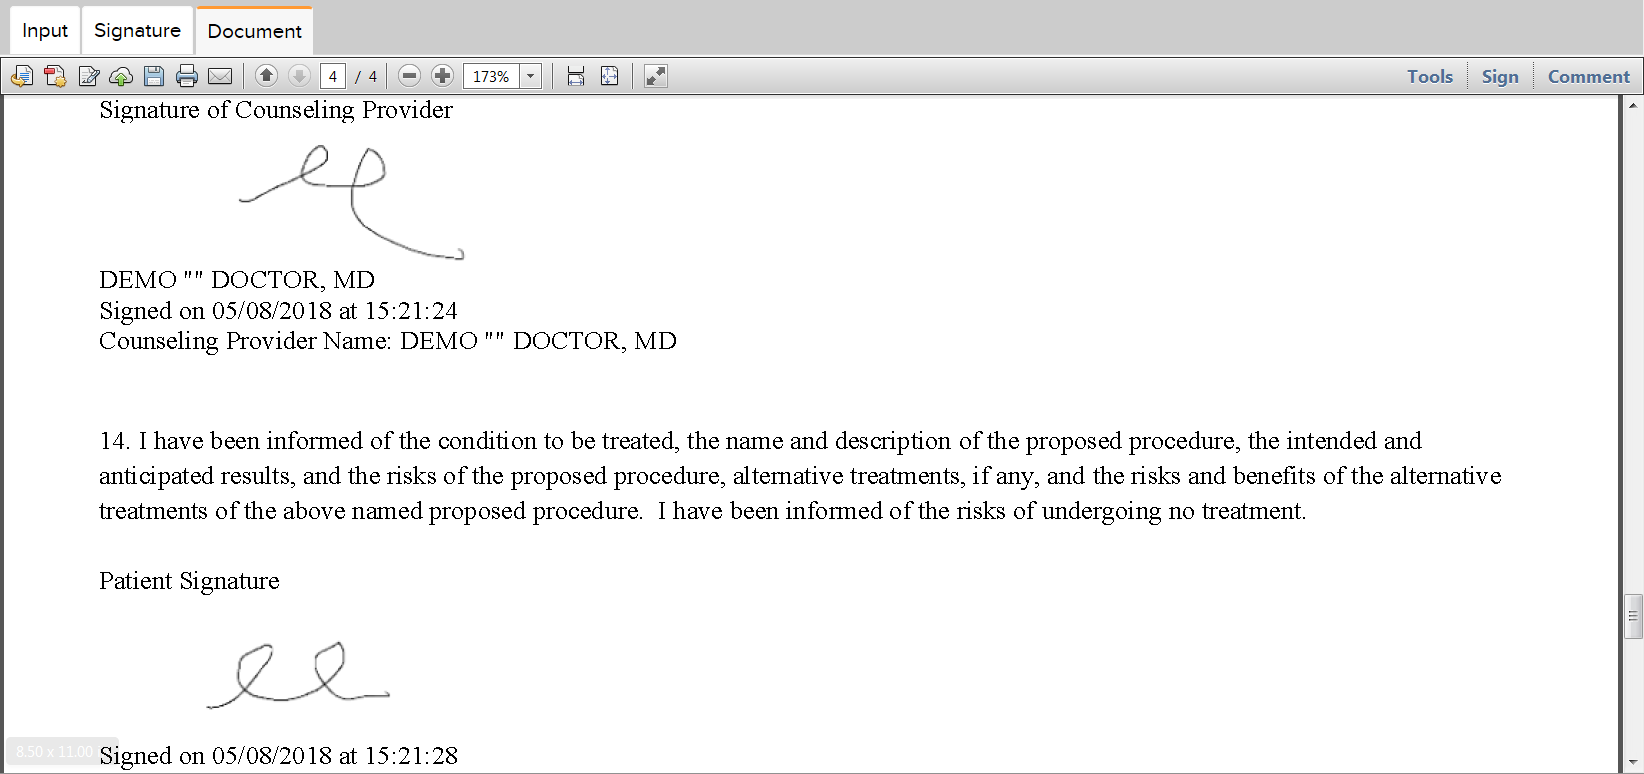 Input Signature Document
4 / 4 173% Tools Sign Comment
Signature of Counseling Provider
DEMO "" DOCTOR, MD
Signed on 05/08/2018 at 15:21:24
Counseling Provider Name: DEMO "" DOCTOR, MD
14. I have been informed of the condition to be treated, the name and description of the proposed procedure, the intended and
anticipated results, and the risks of the proposed procedure, alternative treatments, if any, and the risks and benefits of the alternative
treatments of the above named proposed procedure.  I have been informed of the risks of undergoing no treatment.
Patient Signature
8.50 x 11.00
Signed on 05/08/2018 at 15:21:28